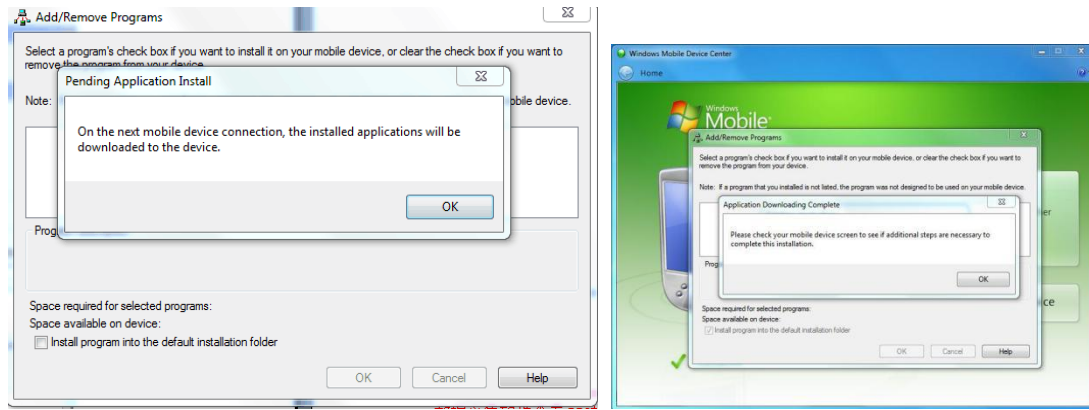 Add/Remove Programs
Select a program's check box if you want to install it on your mobile device, or clear the check box if you want to
remove the program from your device.
Pending Application Install
Note:
obile device.
On the next mobile device connection, the installed applications will be
downloaded to the device.
OK
Prog
Space required for selected programs:
Space available on device:
Install program into the default installation folder
OK
Cancel
Help
Windows Mobile Device Center
Home
Windows
Mobile
Add/Remove Programs
Select a program's check box if you want to install it on your mobile device, or clear the check box if you want to
remove the program from your device.
Note: If a program that you installed is not listed, the program was not designed to be used on your mobile device.
Application Downloading Complete
Please check your mobile device screen to see if additional steps are necessary to
complete this installation.
OK
Prog
Space required for selected programs:
Space available on device:
Install program into the default installation folder
OK
Cancel
Help
er
ce